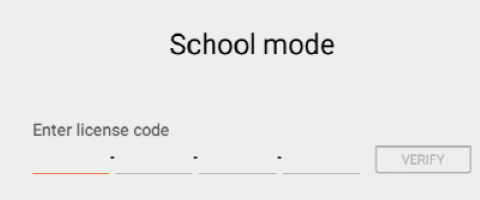 School mode
Enter license code
- - - VERIFY